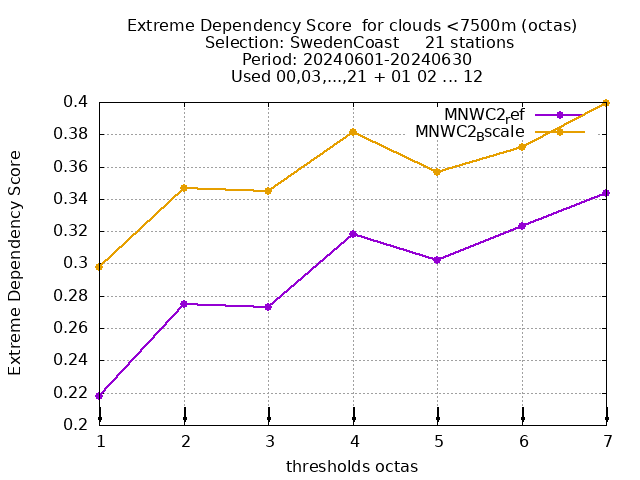 Extreme Dependency Score  for clouds <7500m (octas)
Selection: SwedenCoast     21 stations
Period: 20240601-20240630
Used 00,03,...,21 + 01 02 ... 12
MNWC2ref
MNWC2Bscale
0.4
0.38
0.36
0.34
0.32
0.3
0.28
0.26
0.24
0.22
0.2
Extreme Dependency Score
1 2 3 4 5 6 7
thresholds octas